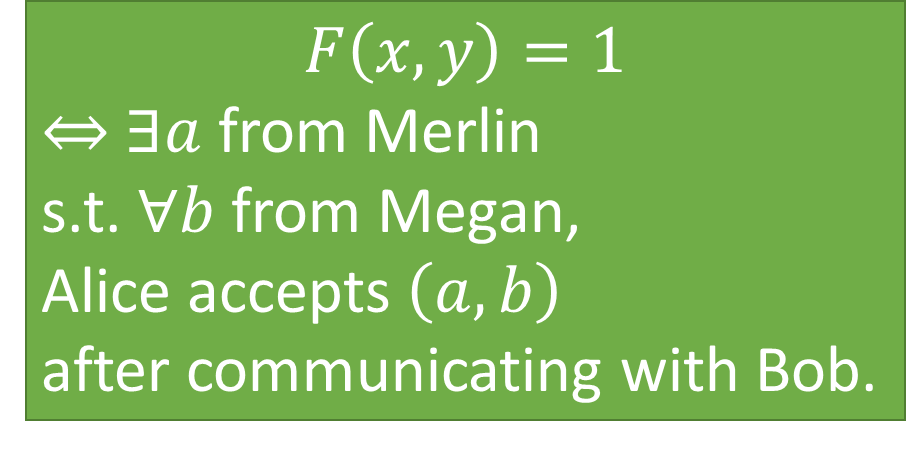 F(x, y) = 1
⇔ ∃a from Merlin
s.t. ∀b from Megan,
Alice accepts (a, b)
after communicating with Bob.